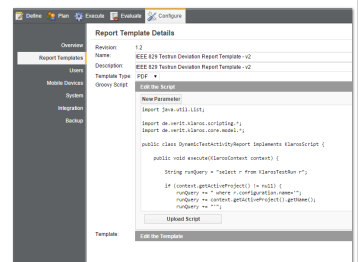 Define Plan Execute Evaluate Configure
Report Template Details
Overview
Report Templates
Users
Mobile Devices
System
Integration
Backup
Revision: 1.2
Name: IEEE 829 Testrun Deviation Report Template - v2
Description: IEEE 829 Testrun Deviation Report Template - v2
Template Type: PDF
Groovy Script: Edit the Script
New Parameter
import java.util.List;
import de.verit.klaros.scripting.*;
import de.verit.klaros.core.model.*;
public class DynamicTestActivityReport implements KlarosScript {
public void execute(KlarosContext context) {
String runQuery = "select r from KlarosTestRun r";
if (context.getActiveProject() != null) {
runQuery += " where r.configuration.name='";
runQuery += context.getActiveProject().getName();
runQuery += "'";
Upload Script
Template: Edit the Template